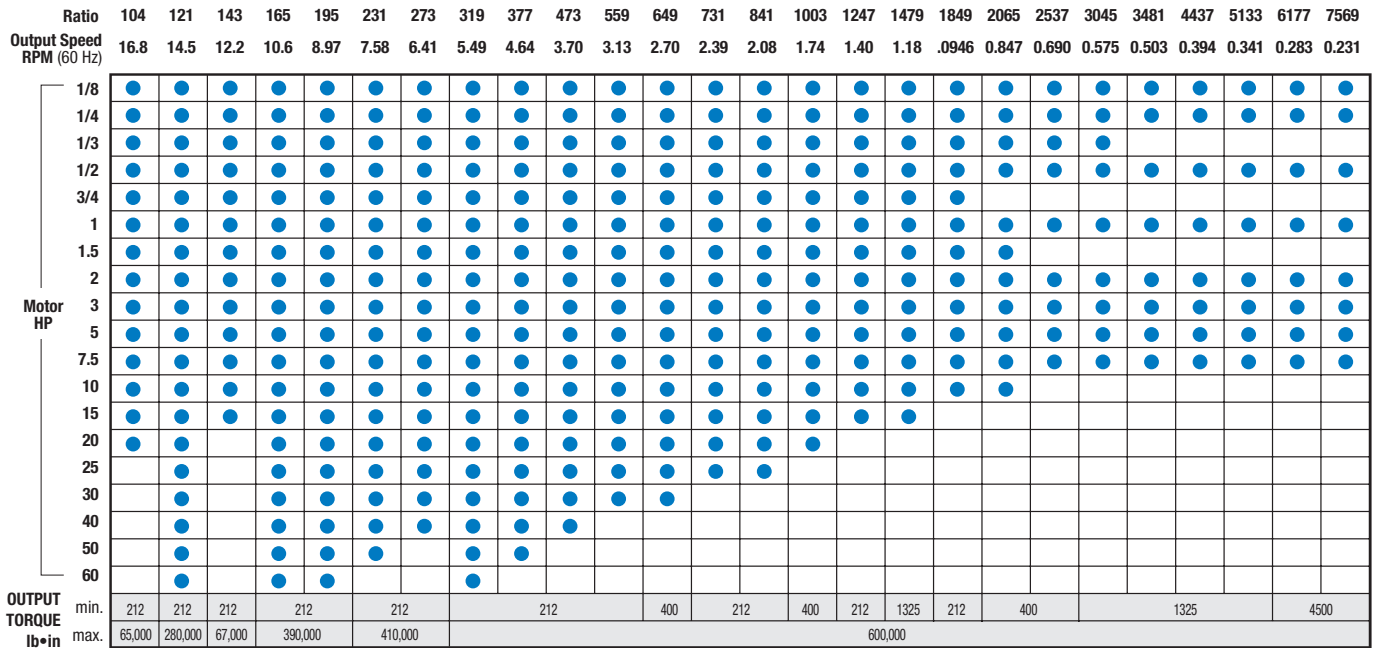 Ratio 104 121 143 165 195 231 273 319 377 473 559 649 731 841 1003 1247 1479 1849 2065 2537 3045 3481 4437 5133 6177 7569
Output Speed
RPM (60 Hz) 16.8 14.5 12.2 10.6 8.97 7.58 6.41 5.49 4.64 3.70 3.13 2.70 2.39 2.08 1.74 1.40 1.18 .0946 0.847 0.690 0.575 0.503 0.394 0.341 0.283 0.231
1/8
1/4
1/3
1/2
3/4
1
1.5
2
Motor
HP
3
5
7.5
10
15
20
25
30
40
50
60
OUTPUT
TORQUE
lb•in
min. 212 212 212 212 212 212 400 212 400 212 1325 212 400 1325 4500
max. 65,000 280,000 67,000 390,000 410,000 600,000